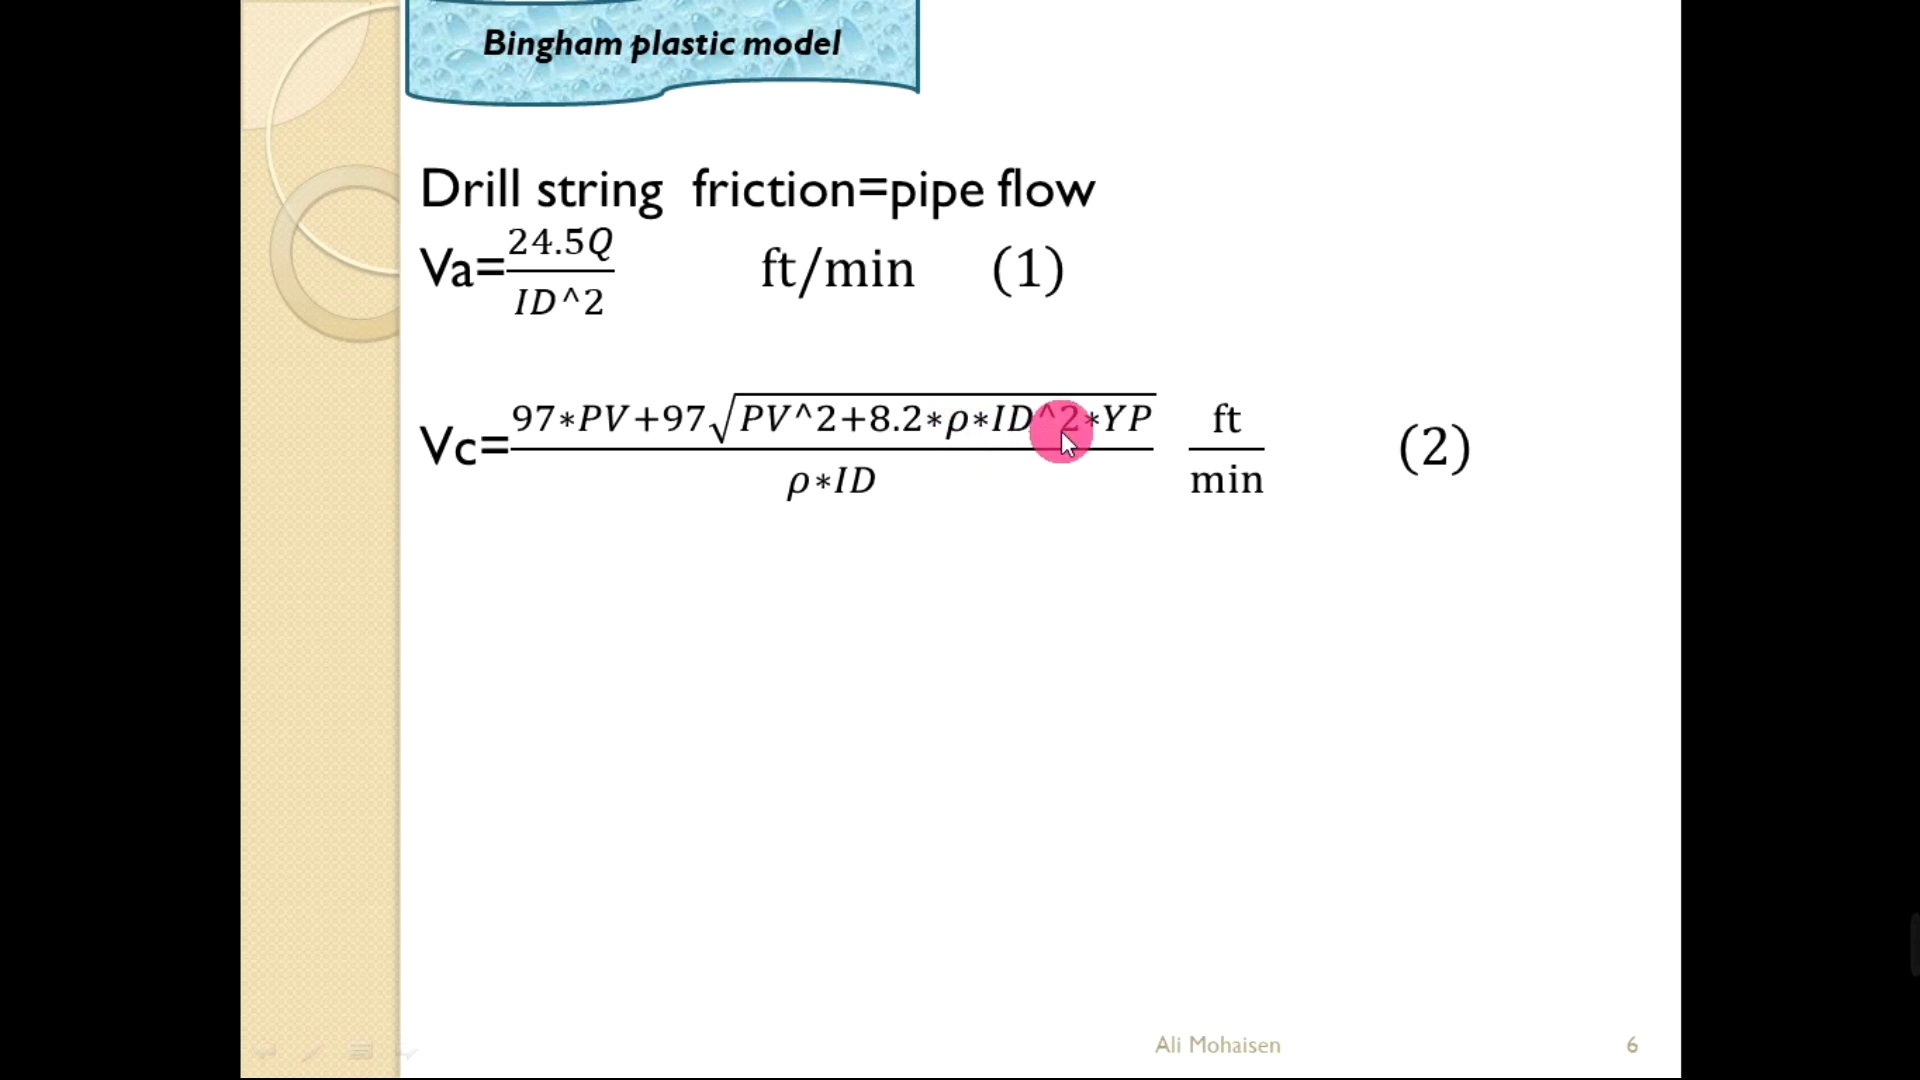 Bingham plastic model
Drill string friction=pipe flow
Va=24.5Q/ID^2 ft/min (1)
Vc=97∗PV+97√PV^2+8.2∗ρ∗ID^2∗YP/ρ∗ID ft/min (2)
Ali Mohaisen 6